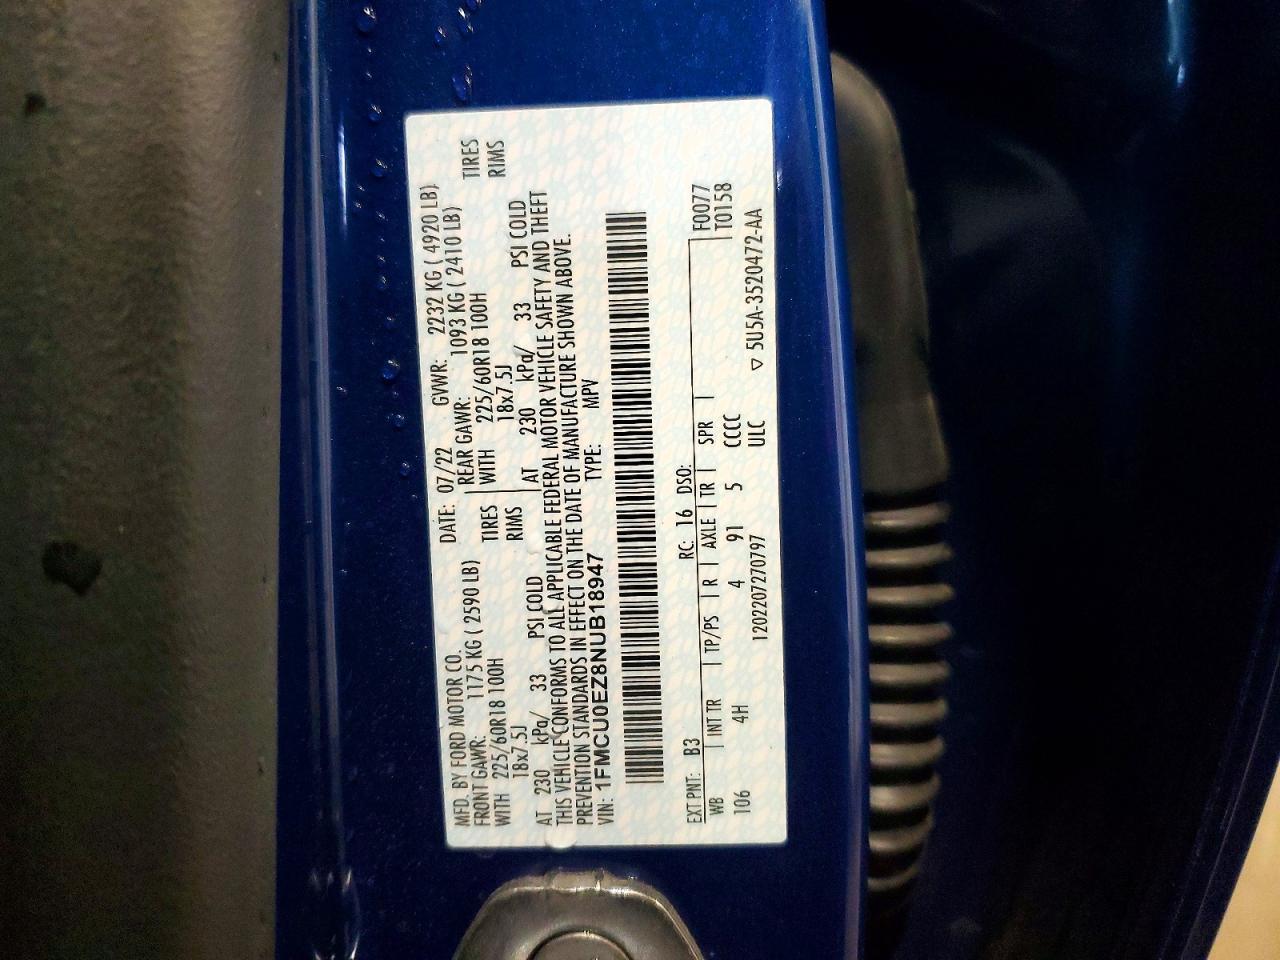 MFD. BY FORD MOTOR CO. DATE: 07/22 GVWR: 2232 KG ( 4920 LB)
FRONT GAWR: 1175 KG ( 2590 LB) REAR GAWR: 1093 KG ( 2410 LB)
WITH 225/60R18 100H TIRES WITH 225/60R18 100H TIRES
18x7.5J RIMS 18x7.5J RIMS
AT 230 kPa/ 33 PSI COLD AT 230 kPa/ 33 PSI COLD
THIS VEHICLE CONFORMS TO ALL APPLICABLE FEDERAL MOTOR VEHICLE SAFETY AND THEFT
PREVENTION STANDARDS IN EFFECT ON THE DATE OF MANUFACTURE SHOWN ABOVE.
VIN: 1FMCU0EZ8NUB18947 TYPE: MPV
EXT PNT: B3 RC: 16 DSO: F0077
WB | INT TR | TP/PS | R | AXLE | TR | SPR | T0158
106 4H 4 91 5 CCCC
1202207270797 ULC ▽ 5U5A-3520472-AA